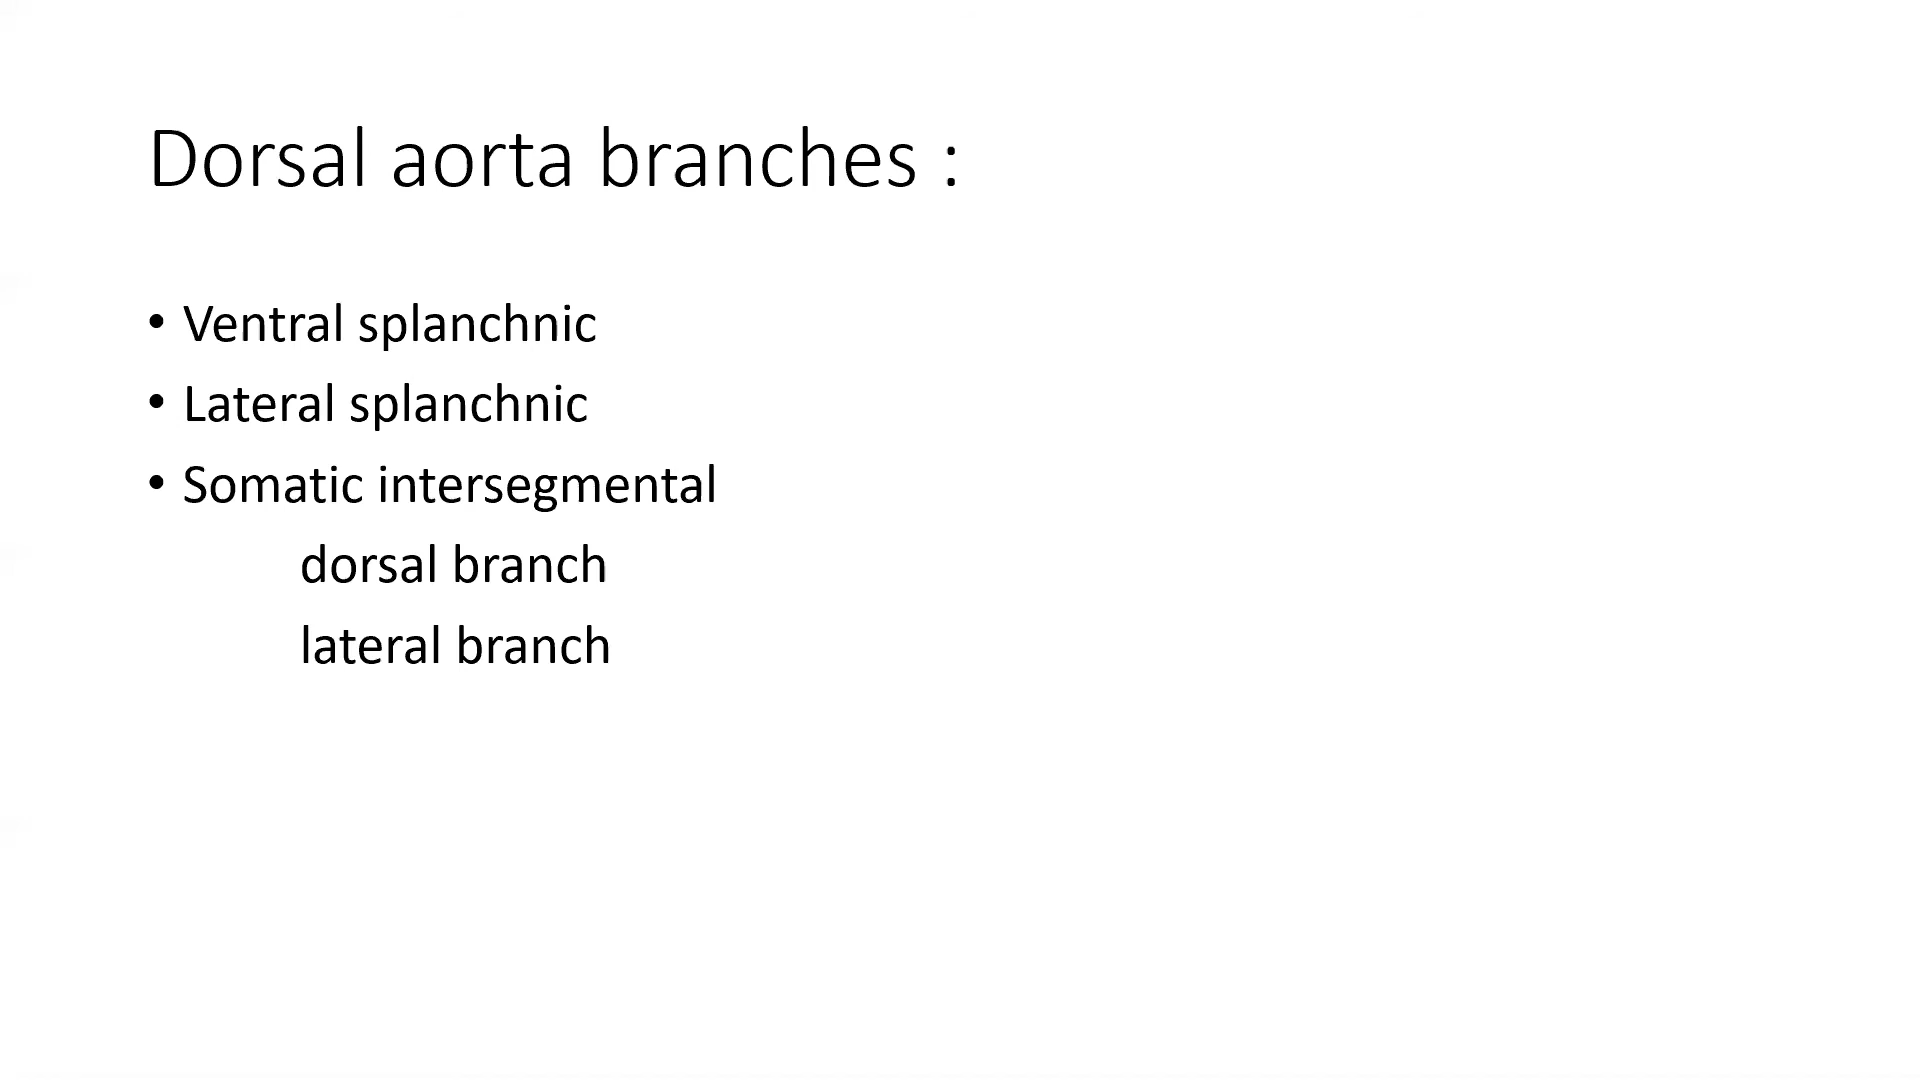 Dorsal aorta branches :
• Ventral splanchnic
• Lateral splanchnic
• Somatic intersegmental
dorsal branch
lateral branch